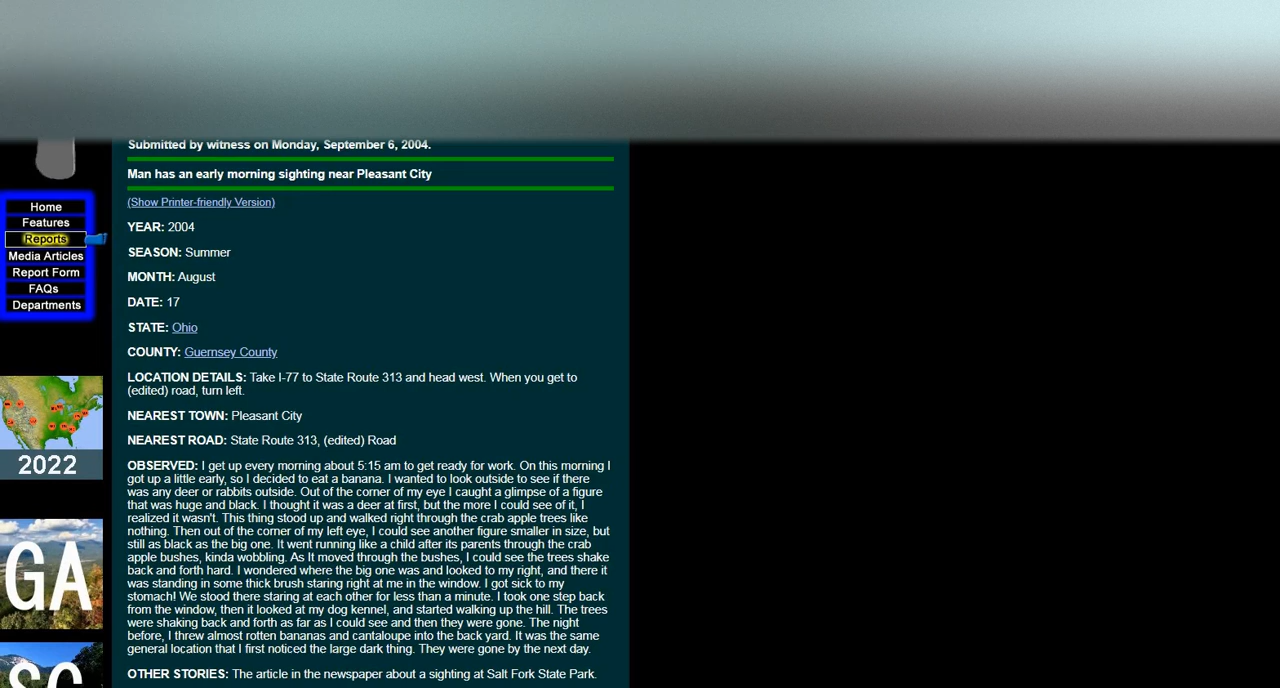 Submitted by witness on Monday, September 6, 2004.
Man has an early morning sighting near Pleasant City
(Show Printer-friendly Version)
YEAR: 2004
SEASON: Summer
MONTH: August
DATE: 17
STATE: Ohio
COUNTY: Guernsey County
LOCATION DETAILS: Take I-77 to State Route 313 and head west. When you get to
(edited) road, turn left.
NEAREST TOWN: Pleasant City
NEAREST ROAD: State Route 313, (edited) Road
OBSERVED: I get up every morning about 5:15 am to get ready for work. On this morning I
got up a little early, so I decided to eat a banana. I wanted to look outside to see if there
was any deer or rabbits outside. Out of the corner of my eye I caught a glimpse of a figure
that was huge and black. I thought it was a deer at first, but the more I could see of it, I
realized it wasn't. This thing stood up and walked right through the crab apple trees like
nothing. Then out of the corner of my left eye, I could see another figure smaller in size, but
still as black as the big one. It went running like a child after its parents through the crab
apple bushes, kinda wobbling. As It moved through the bushes, I could see the trees shake
back and forth hard. I wondered where the big one was and looked to my right, and there it
was standing in some thick brush staring right at me in the window. I got sick to my
stomach! We stood there staring at each other for less than a minute. I took one step back
from the window, then it looked at my dog kennel, and started walking up the hill. The trees
were shaking back and forth as far as I could see and then they were gone. The night
before, I threw almost rotten bananas and cantaloupe into the back yard. It was the same
general location that I first noticed the large dark thing. They were gone by the next day.
OTHER STORIES: The article in the newspaper about a sighting at Salt Fork State Park.
Home
Features
Reports
Media Articles
Report Form
FAQs
Departments
2022
GA
SC